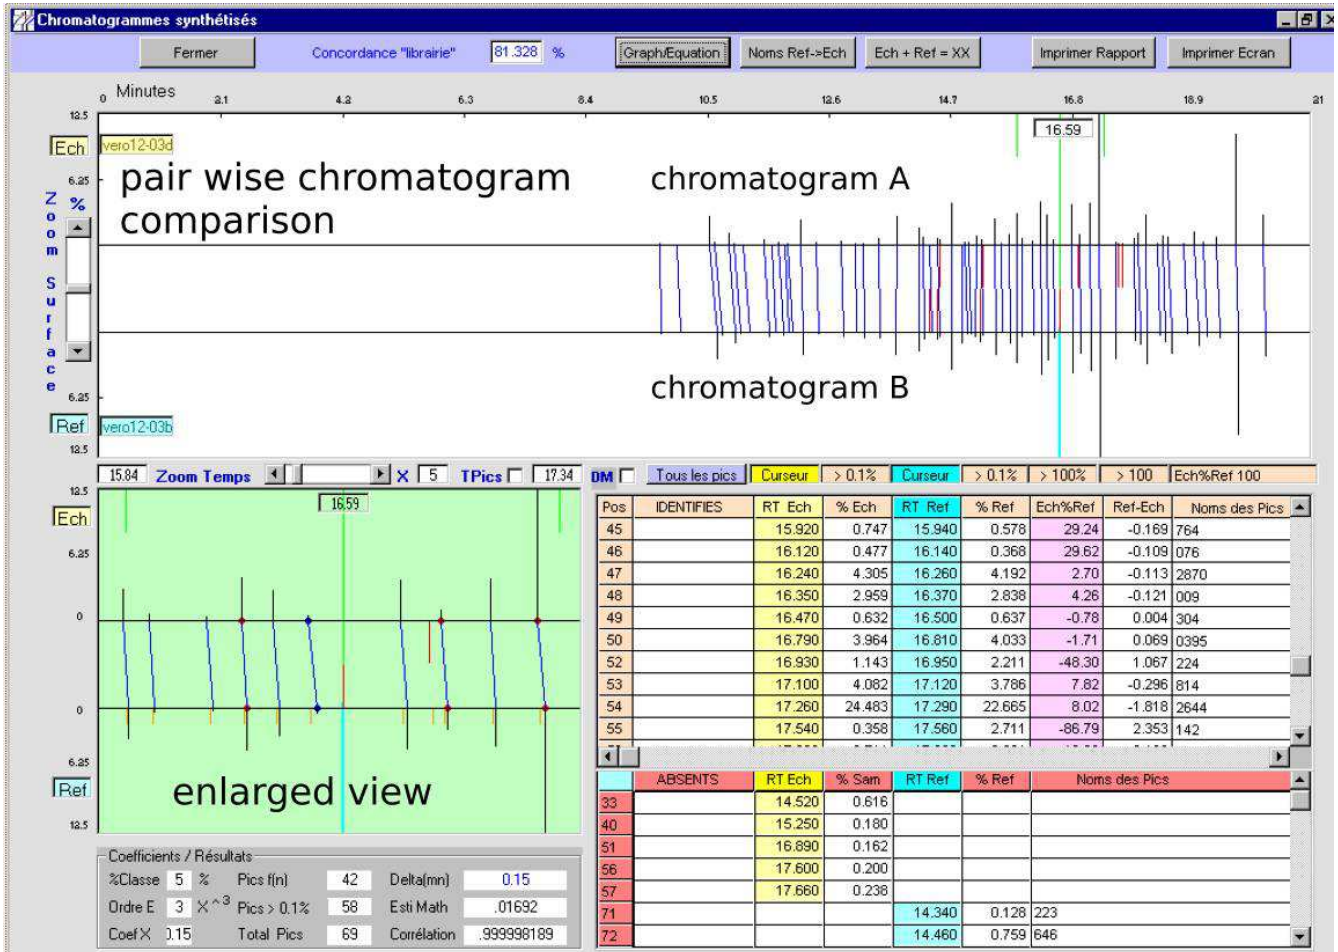 Chromatogrammes synthétisés
Fermer Concordance "librairie" 81.328 % Graph/Equation Noms Ref->Ech Ech + Ref = XX Imprimer Rapport Imprimer Ecran
0 Minutes 2.1 4.2 6.3 8.4 10.5 12.6 14.7 16.8 18.9 21
12.5
16.59
Ech vero12-03d
6.25 pair wise chromatogram chromatogram A
comparison
Zoom Surface %
chromatogram B
6.25
Ref vero12-03b
12.5
15.84 Zoom Temps X 5 TPics 17.34 DM Tous les pics Curseur > 0.1% Curseur > 0.1% > 100% > 100 Ech%Ref 100
12.5
16.59
Ech
6.25
0
0
6.25
Ref
enlarged view
12.5
Pos IDENTIFIES RT Ech % Ech RT Ref % Ref Ech%Ref Ref-Ech Noms des Pics
45 15.920 0.747 15.940 0.578 29.24 -0.169 764
46 16.120 0.477 16.140 0.368 29.62 -0.109 076
47 16.240 4.305 16.260 4.192 2.70 -0.113 2870
48 16.350 2.959 16.370 2.838 4.26 -0.121 009
49 16.470 0.632 16.500 0.637 -0.78 0.004 304
50 16.790 3.964 16.810 4.033 -1.71 0.069 0395
52 16.930 1.143 16.950 2.211 -48.30 1.067 224
53 17.100 4.082 17.120 3.786 7.82 -0.296 814
54 17.260 24.483 17.290 22.665 8.02 -1.818 2644
55 17.540 0.358 17.560 2.711 -86.79 2.353 142
ABSENTS RT Ech % Sam RT Ref % Ref Noms des Pics
33 14.520 0.616
40 15.250 0.180
51 16.890 0.162
56 17.600 0.200
57 17.660 0.238
71 14.340 0.128 223
72 14.460 0.759 646
Coefficients / Résultats
%Classe 5 % Pics f(n) 42 Delta(mn) 0.15
Ordre E 3 X^3 Pics > 0.1% 58 Esti Math .01692
Coef X 0.15 Total Pics 69 Corrélation .999998189